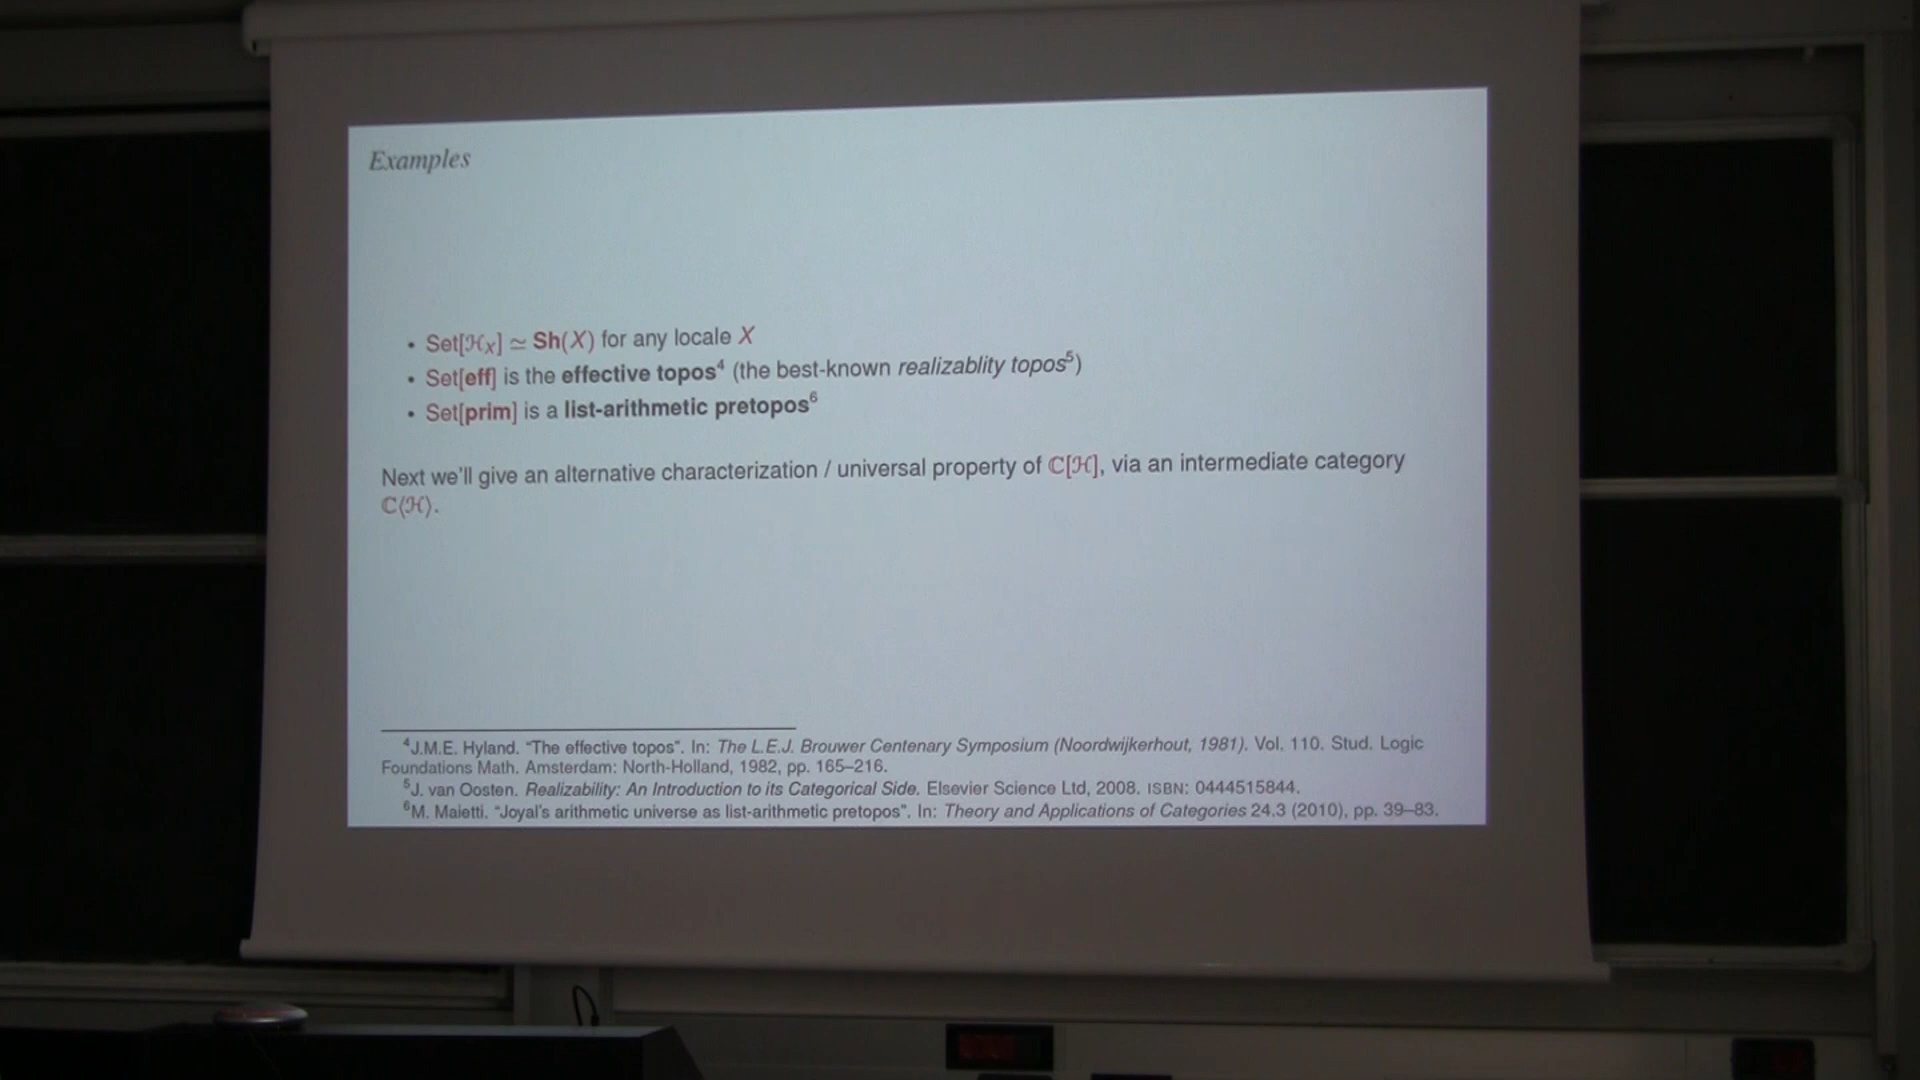 Examples
• Set[ℋ_X] ≃ Sh(X) for any locale X
• Set[eff] is the effective topos⁴ (the best-known realizablity topos⁵)
• Set[prim] is a list-arithmetic pretopos⁶
Next we'll give an alternative characterization / universal property of ℂ[ℋ], via an intermediate category
ℂ⟨ℋ⟩.
⁴J.M.E. Hyland. “The effective topos”. In: The L.E.J. Brouwer Centenary Symposium (Noordwijkerhout, 1981). Vol. 110. Stud. Logic
Foundations Math. Amsterdam: North-Holland, 1982, pp. 165–216.
⁵J. van Oosten. Realizability: An Introduction to its Categorical Side. Elsevier Science Ltd, 2008. ISBN: 0444515844.
⁶M. Maietti. “Joyal's arithmetic universe as list-arithmetic pretopos”. In: Theory and Applications of Categories 24.3 (2010), pp. 39–83.